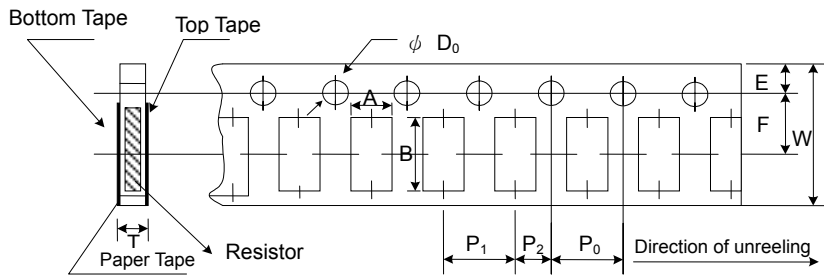 Bottom Tape
Top Tape
ϕ D₀
A
B
E
F
W
T
Paper Tape
Resistor
P₁
P₂
P₀
Direction of unreeling